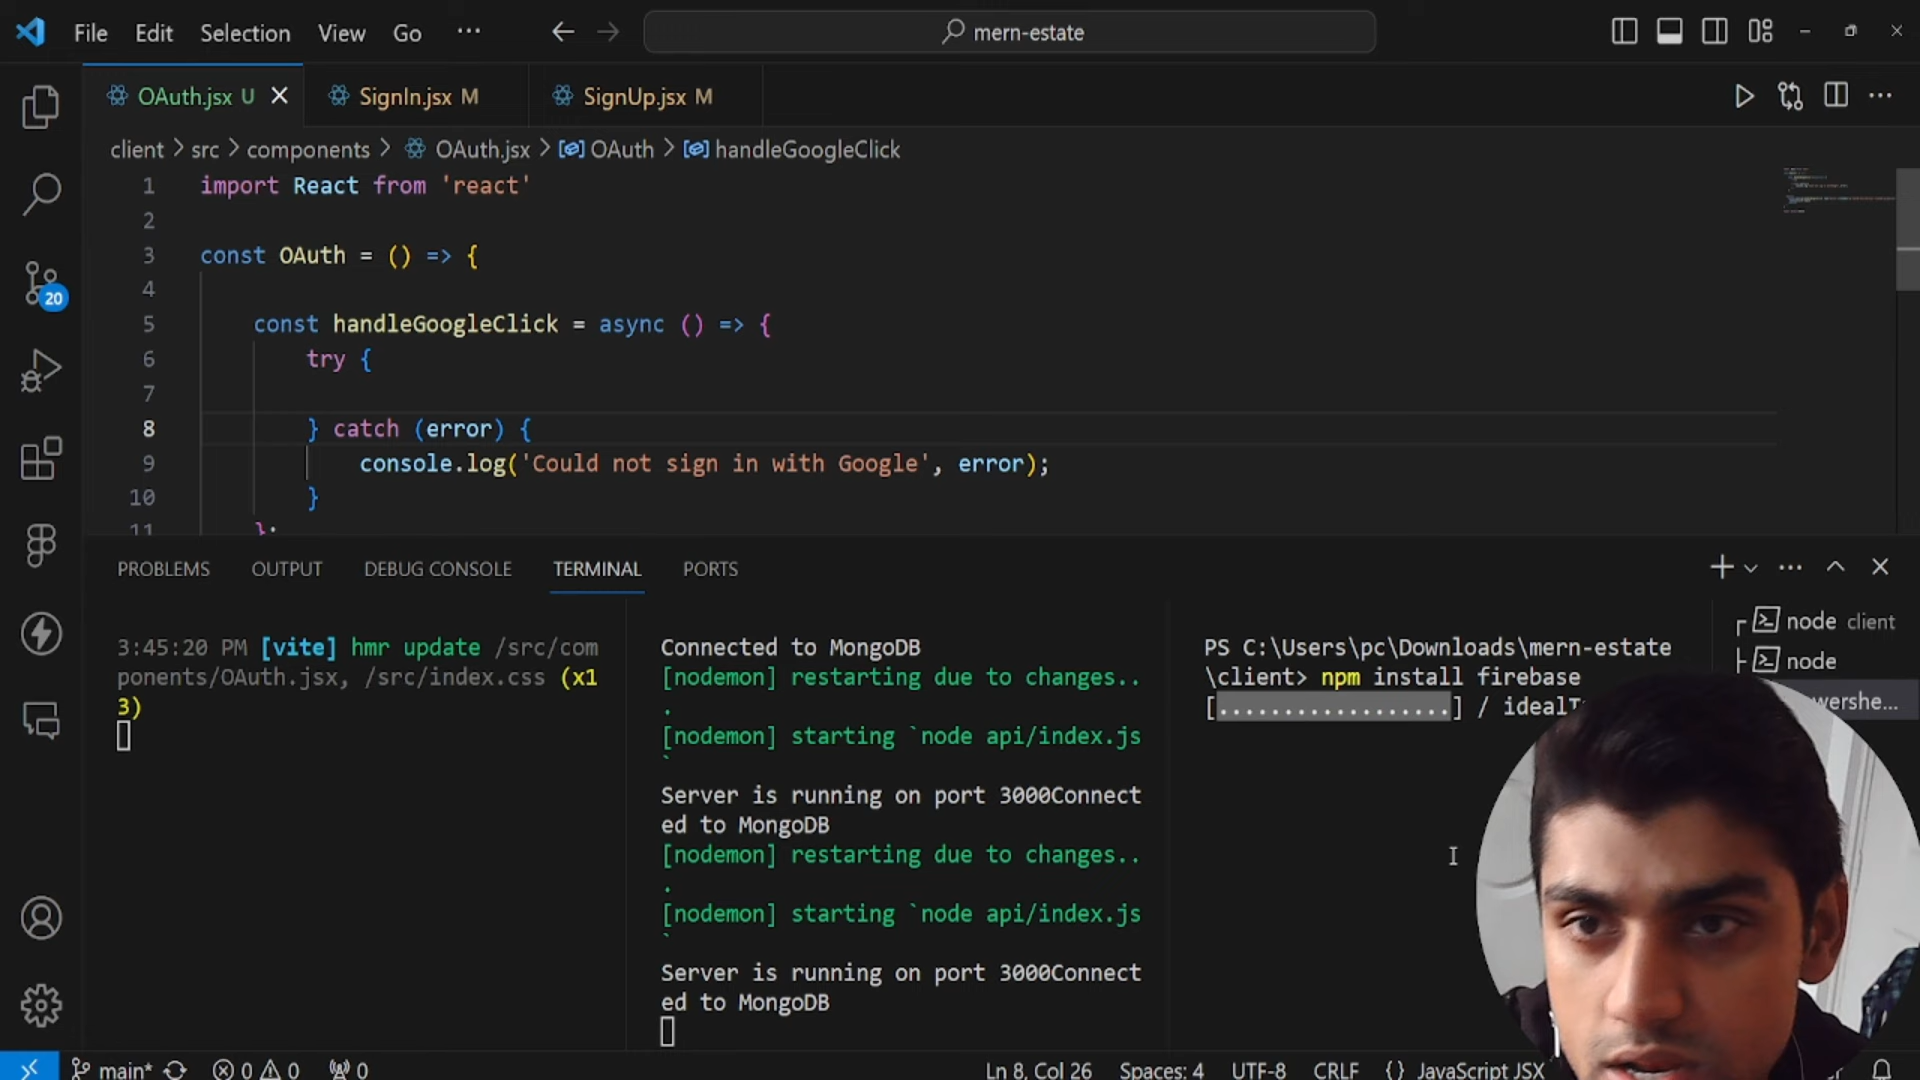 File Edit Selection View Go ··· mern-estate
OAuth.jsx U SignIn.jsx M SignUp.jsx M
client > src > components > OAuth.jsx > OAuth > handleGoogleClick
1 import React from 'react'
2
3 const OAuth = () => {
4
5 const handleGoogleClick = async () => {
6 try {
7
8 } catch (error) {
9 console.log('Could not sign in with Google', error);
10 }
11 };
PROBLEMS OUTPUT DEBUG CONSOLE TERMINAL PORTS
3:45:20 PM [vite] hmr update /src/com
ponents/OAuth.jsx, /src/index.css (x1
3)
Connected to MongoDB
[nodemon] restarting due to changes..
.
[nodemon] starting `node api/index.js
`
Server is running on port 3000Connect
ed to MongoDB
[nodemon] restarting due to changes..
.
[nodemon] starting `node api/index.js
`
Server is running on port 3000Connect
ed to MongoDB
PS C:\Users\pc\Downloads\mern-estate
\client> npm install firebase
[..................] /
node client
node
20
main* 0 0 0 Ln 8, Col 26 Spaces: 4 UTF-8 CRLF {} JavaScript JSX